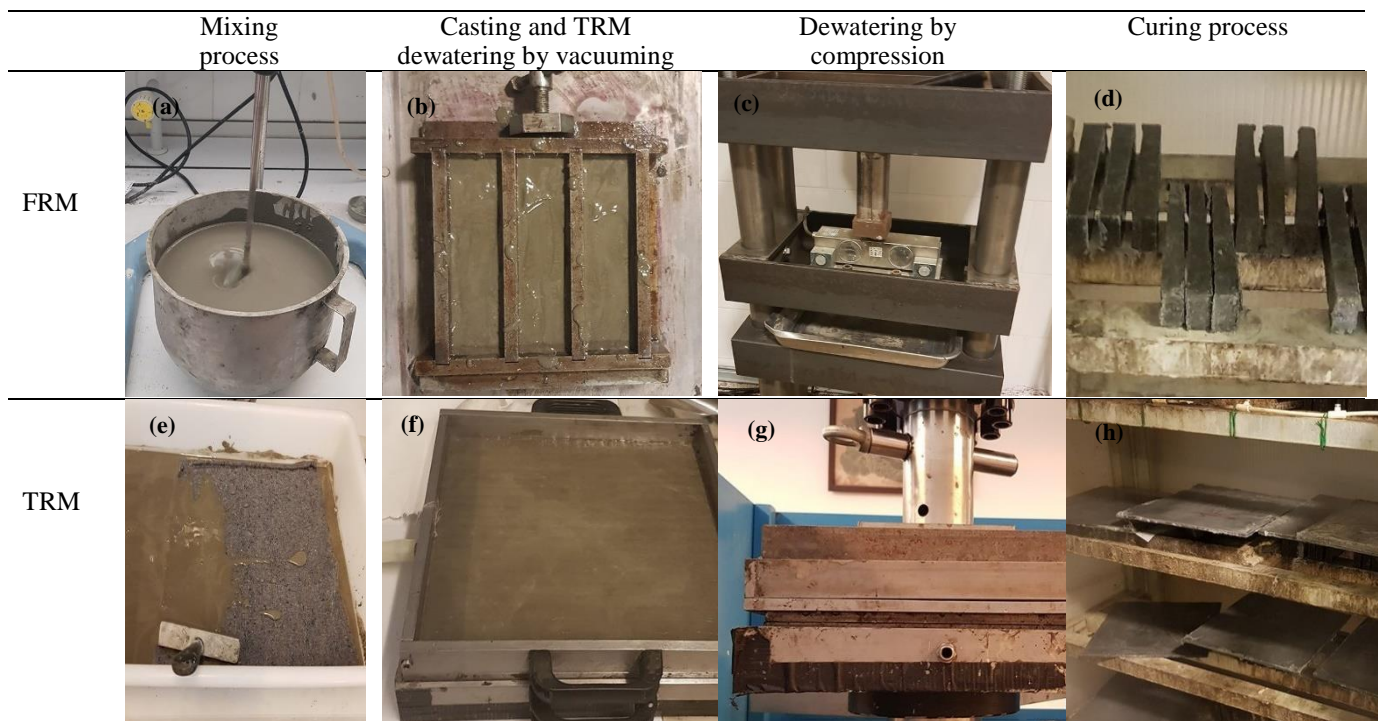 Mixing process
Casting and TRM dewatering by vacuuming
Dewatering by compression
Curing process
FRM
(a)
(b)
(c)
(d)
TRM
(e)
(f)
(g)
(h)